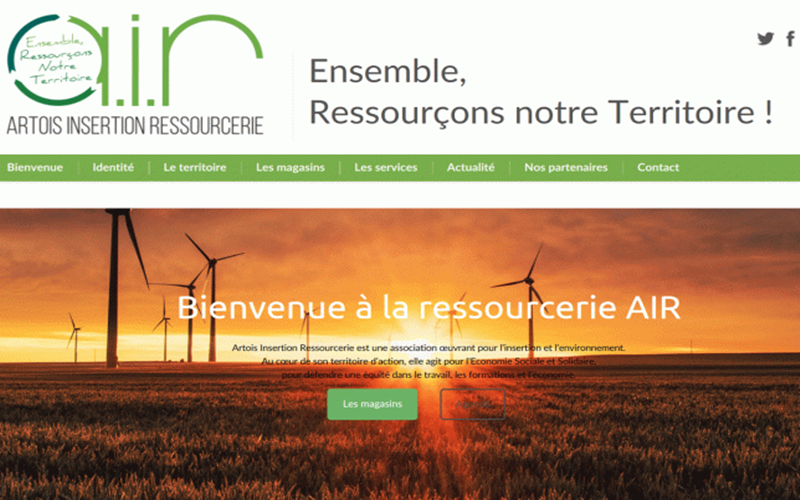 Ensemble,
Ressourçons
Notre
Territoire
a.i.r
ARTOIS INSERTION RESSOURCERIE
Ensemble,
Ressourçons notre Territoire !
Bienvenue Identité Le territoire Les magasins Les services Actualité Nos partenaires Contact
Bienvenue à la ressourcerie AIR
Artois Insertion Ressourcerie est une association œuvrant pour l'insertion et l'environnement.
Au cœur de son territoire d'action, elle agit pour l'Economie Sociale et Solidaire
pour défendre une équité dans le travail, les formations et
Les magasins